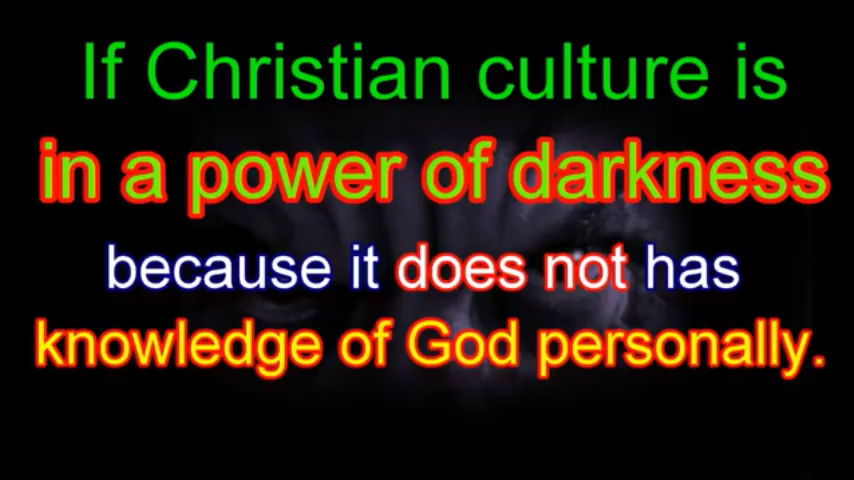 If Christian culture is
in a power of darkness
because it does not has
knowledge of God personally.